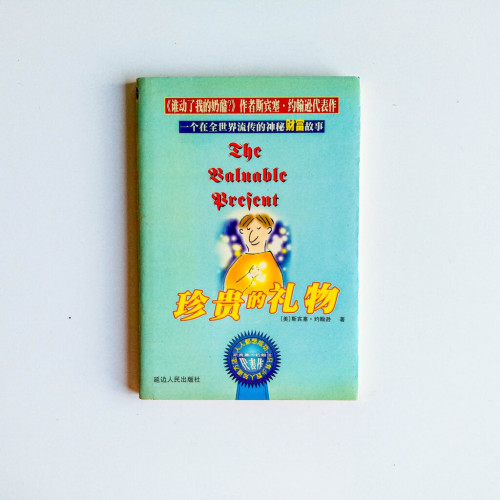 《谁动了我的奶酪?》作者斯宾塞·约翰逊代表作
一个在全世界流传的神秘财富故事
The
Valuable
Present
珍贵的礼物
[美]斯宾塞·约翰逊 著
延边人民出版社